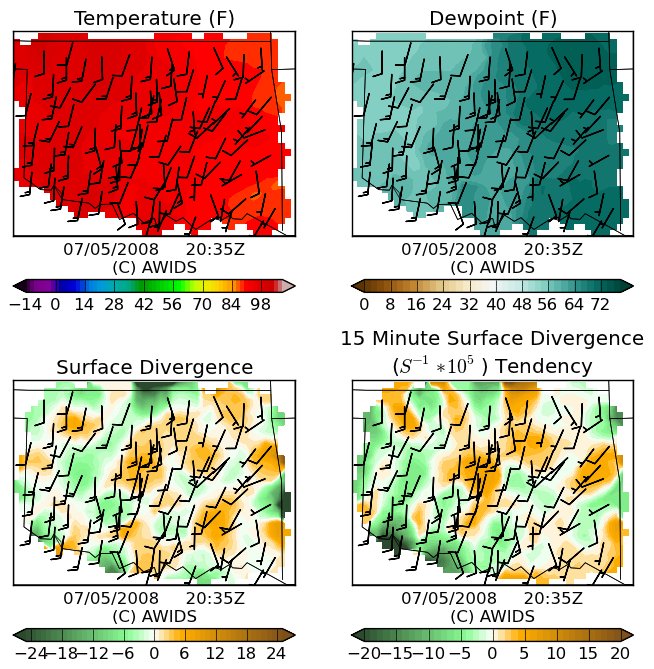 Temperature (F)
Dewpoint (F)
07/05/2008 20:35Z
(C) AWIDS
07/05/2008 20:35Z
(C) AWIDS
−14 0 14 28 42 56 70 84 98
0 8 16 24 32 40 48 56 64 72
Surface Divergence
15 Minute Surface Divergence
(S⁻¹ *10⁵ ) Tendency
07/05/2008 20:35Z
(C) AWIDS
07/05/2008 20:35Z
(C) AWIDS
−24 −18 −12 −6 0 6 12 18 24
−20 −15 −10 −5 0 5 10 15 20